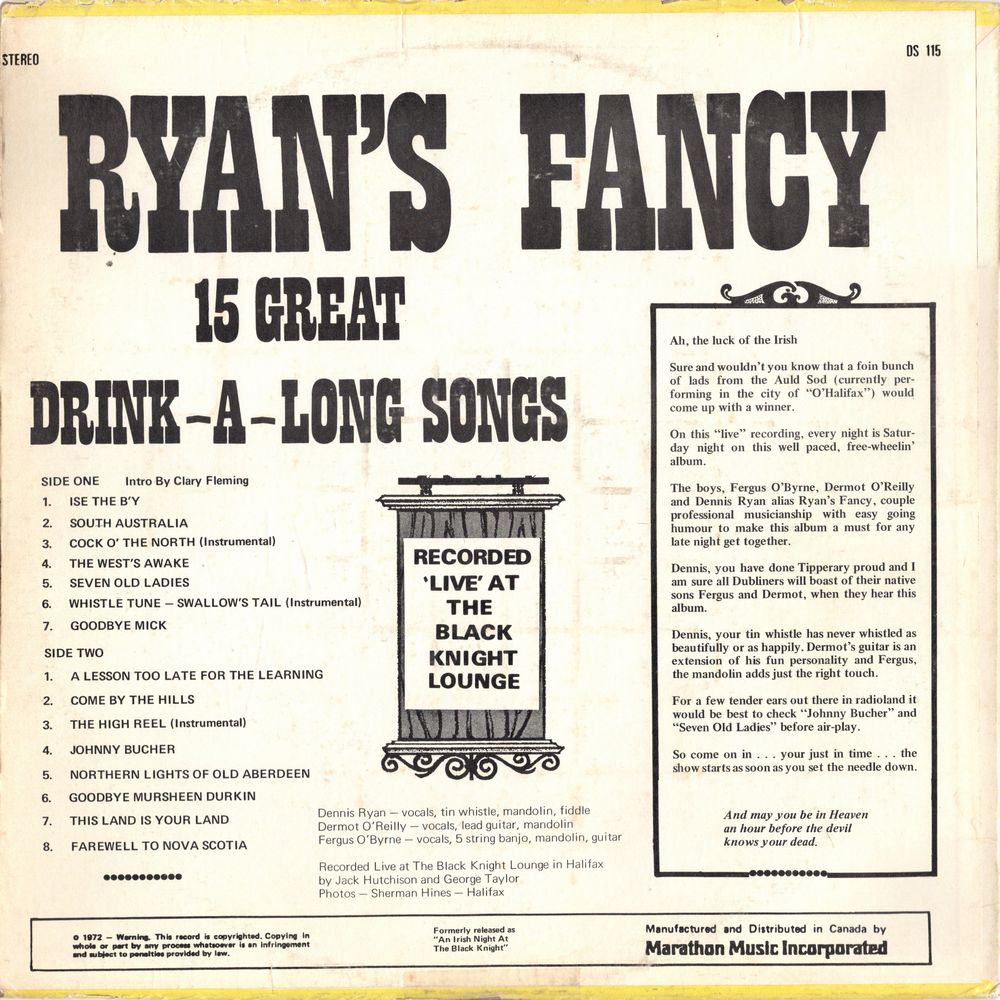 STEREO
DS 115
RYAN'S FANCY
15 GREAT
DRINK-A-LONG SONGS
SIDE ONE Intro By Clary Fleming
1. ISE THE B'Y
2. SOUTH AUSTRALIA
3. COCK O' THE NORTH (Instrumental)
4. THE WEST'S AWAKE
5. SEVEN OLD LADIES
6. WHISTLE TUNE – SWALLOW'S TAIL (Instrumental)
7. GOODBYE MICK
SIDE TWO
1. A LESSON TOO LATE FOR THE LEARNING
2. COME BY THE HILLS
3. THE HIGH REEL (Instrumental)
4. JOHNNY BUCHER
5. NORTHERN LIGHTS OF OLD ABERDEEN
6. GOODBYE MURSHEEN DURKIN
7. THIS LAND IS YOUR LAND
8. FAREWELL TO NOVA SCOTIA
RECORDED
'LIVE' AT
THE
BLACK
KNIGHT
LOUNGE
Dennis Ryan – vocals, tin whistle, mandolin, fiddle
Dermot O'Reilly – vocals, lead guitar, mandolin
Fergus O'Byrne – vocals, 5 string banjo, mandolin, guitar
Recorded Live at The Black Knight Lounge in Halifax
by Jack Hutchison and George Taylor
Photos – Sherman Hines – Halifax
Ah, the luck of the Irish
Sure and wouldn't you know that a foin bunch
of lads from the Auld Sod (currently per-
forming in the city of "O'Halifax") would
come up with a winner.
On this "live" recording, every night is Satur-
day night on this well paced, free-wheelin'
album.
The boys, Fergus O'Byrne, Dermot O'Reilly
and Dennis Ryan alias Ryan's Fancy, couple
professional musicianship with easy going
humour to make this album a must for any
late night get together.
Dennis, you have done Tipperary proud and I
am sure all Dubliners will boast of their native
sons Fergus and Dermot, when they hear this
album.
Dennis, your tin whistle has never whistled as
beautifully or as happily. Dermot's guitar is an
extension of his fun personality and Fergus,
the mandolin adds just the right touch.
For a few tender ears out there in radioland it
would be best to check "Johnny Bucher" and
"Seven Old Ladies" before air-play.
So come on in . . . your just in time . . . the
show starts as soon as you set the needle down.
And may you be in Heaven
an hour before the devil
knows your dead.
© 1972 – Warning. This record is copyrighted. Copying in
whole or part by any process whatsoever is an infringement
and subject to penalties provided by law.
Formerly released as
"An Irish Night At
The Black Knight"
Manufactured and Distributed in Canada by
Marathon Music Incorporated